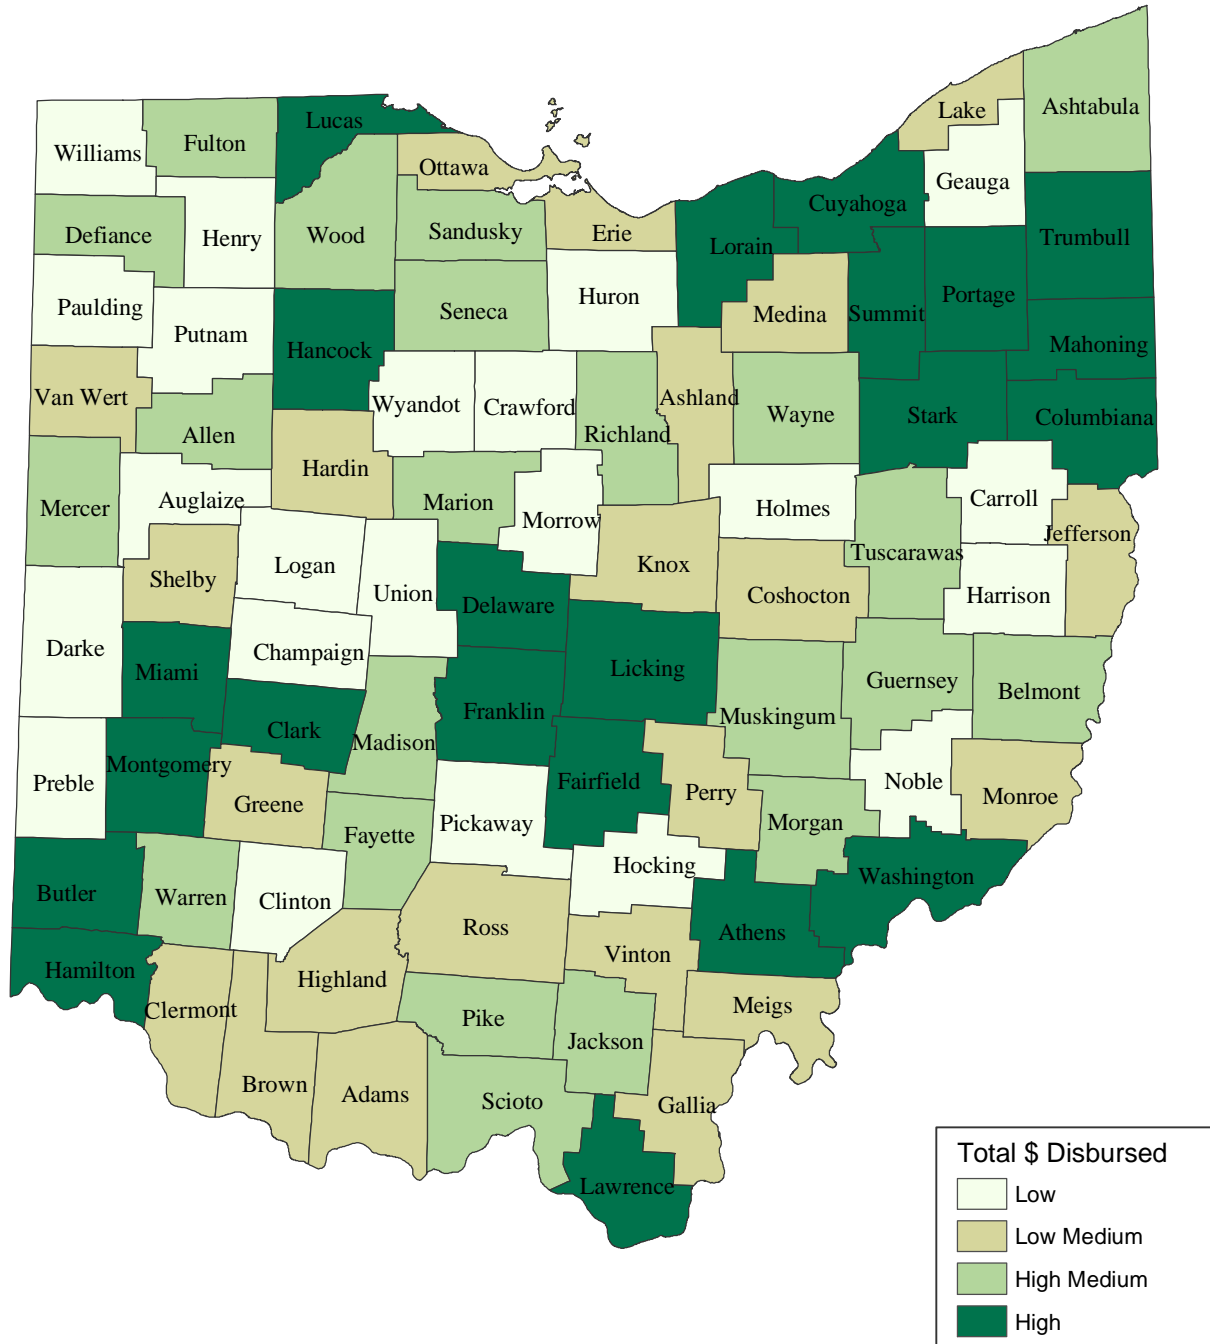 Lucas
Ashtabula
Lake
Fulton
Williams
Ottawa
Geauga
Cuyahoga
Sandusky
Erie
Wood
Defiance
Henry
Lorain
Trumbull
Portage
Huron
Paulding
Seneca
Medina
Summit
Putnam
Mahoning
Hancock
Van Wert
Ashland
Wyandot
Crawford
Wayne
Stark
Columbiana
Richland
Allen
Hardin
Carroll
Auglaize
Marion
Mercer
Holmes
Morrow
Jefferson
Tuscarawas
Knox
Logan
Shelby
Union
Coshocton
Harrison
Delaware
Darke
Champaign
Licking
Miami
Guernsey
Belmont
Franklin
Muskingum
Clark
Madison
Montgomery
Fairfield
Noble
Preble
Perry
Monroe
Greene
Pickaway
Morgan
Fayette
Hocking
Washington
Butler
Warren
Clinton
Ross
Athens
Vinton
Hamilton
Highland
Meigs
Clermont
Pike
Jackson
Brown
Adams
Scioto
Gallia
Lawrence
Total $ Disbursed
Low
Low Medium
High Medium
High